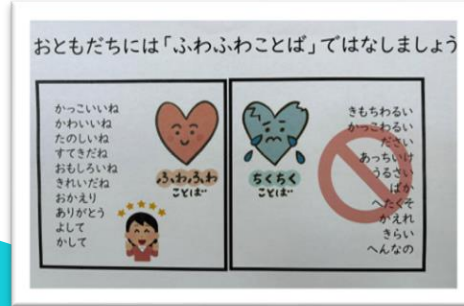 おともだちには「ふわふわことば」ではなしましょう
かっこいいね
かわいいね
たのしいね
すてきだね
おもしろいね
きれいだね
おかえり
ありがとう
よして
かして
ふわふわ
ことば
ちくちく
ことば
きもちわるい
かっこわるい
ださい
あっちいけ
うるさい
ばか
へたくそ
かえれ
きらい
へんなの